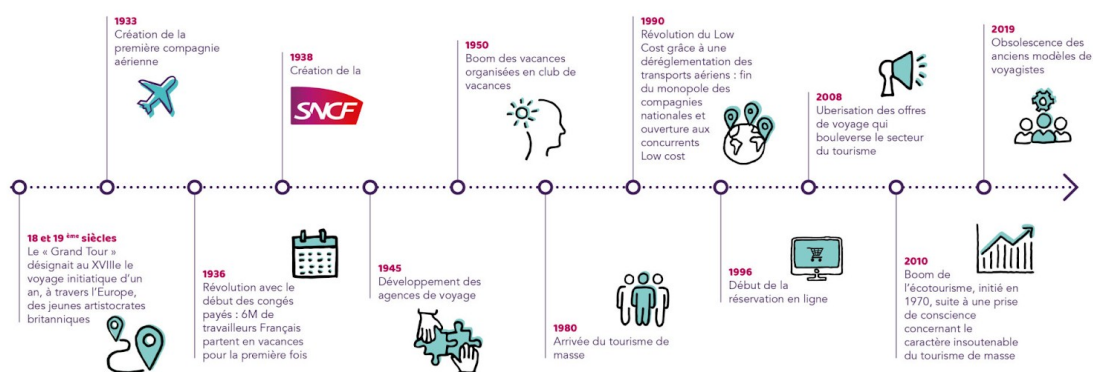 1933
Création de la
première compagnie
aérienne
1938
Création de la
SNCF
1950
Boom des vacances
organisées en club de
vacances
1990
Révolution du Low
Cost grâce à une
déréglementation des
transports aériens : fin
du monopole des
compagnies
nationales et
ouverture aux
concurrents
Low cost
2008
Uberisation des offres
de voyage qui
bouleverse le secteur
du tourisme
2019
Obsolescence des
anciens modèles de
voyagistes
18 et 19 ème siècles
Le « Grand Tour »
désignait au XVIIIe le
voyage initiatique d'un
an, à travers l'Europe,
des jeunes artistocrates
britanniques
1936
Révolution avec le
début des congés
payés : 6M de
travailleurs Français
partent en vacances
pour la première fois
1945
Développement des
agences de voyage
1980
Arrivée du tourisme de
masse
1996
Début de la
réservation en ligne
2010
Boom de
l'écotourisme, initié en
1970, suite à une prise
de conscience
concernant le
caractère insoutenable
du tourisme de masse